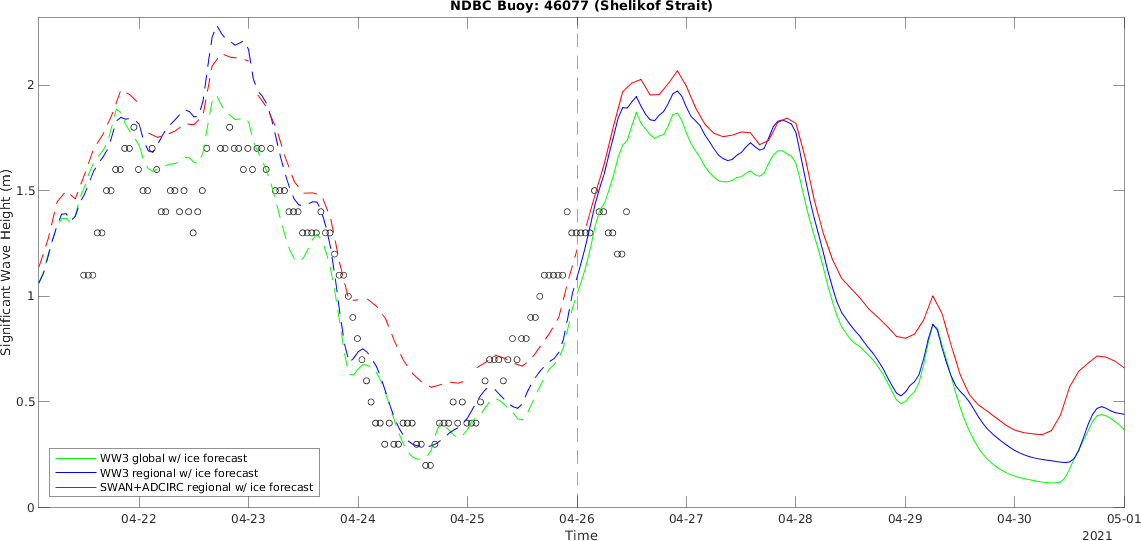 NDBC Buoy: 46077 (Shelikof Strait)
Significant Wave Height (m)
2
1.5
1
0.5
0
WW3 global w/ ice forecast
WW3 regional w/ ice forecast
SWAN+ADCIRC regional w/ ice forecast
04-22
04-23
04-24
04-25
04-26
04-27
04-28
04-29
04-30
05-01
Time
2021